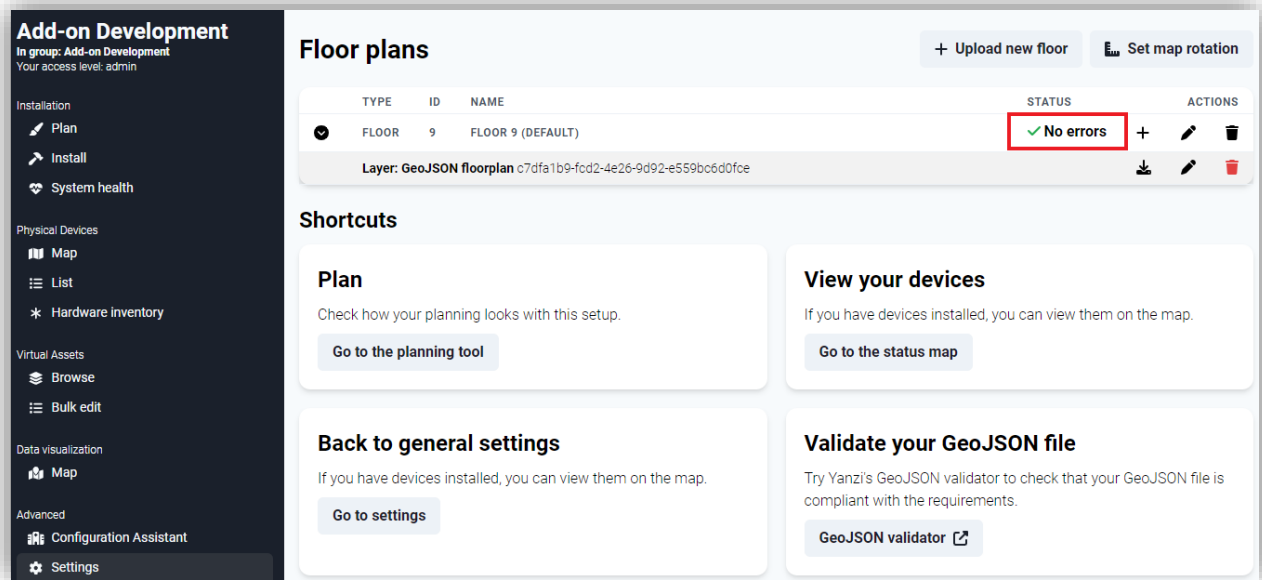 Add-on Development
In group: Add-on Development
Your access level: admin
Installation
Plan
Install
System health
Physical Devices
Map
List
Hardware inventory
Virtual Assets
Browse
Bulk edit
Data visualization
Map
Advanced
Configuration Assistant
Settings
Floor plans
Upload new floor
Set map rotation
TYPE ID NAME STATUS ACTIONS
FLOOR 9 FLOOR 9 (DEFAULT) No errors
Layer: GeoJSON floorplan c7dfa1b9-fcd2-4e26-9d92-e559bc6d0fce
Shortcuts
Plan
Check how your planning looks with this setup.
Go to the planning tool
View your devices
If you have devices installed, you can view them on the map.
Go to the status map
Back to general settings
If you have devices installed, you can view them on the map.
Go to settings
Validate your GeoJSON file
Try Yanzi's GeoJSON validator to check that your GeoJSON file is
compliant with the requirements.
GeoJSON validator